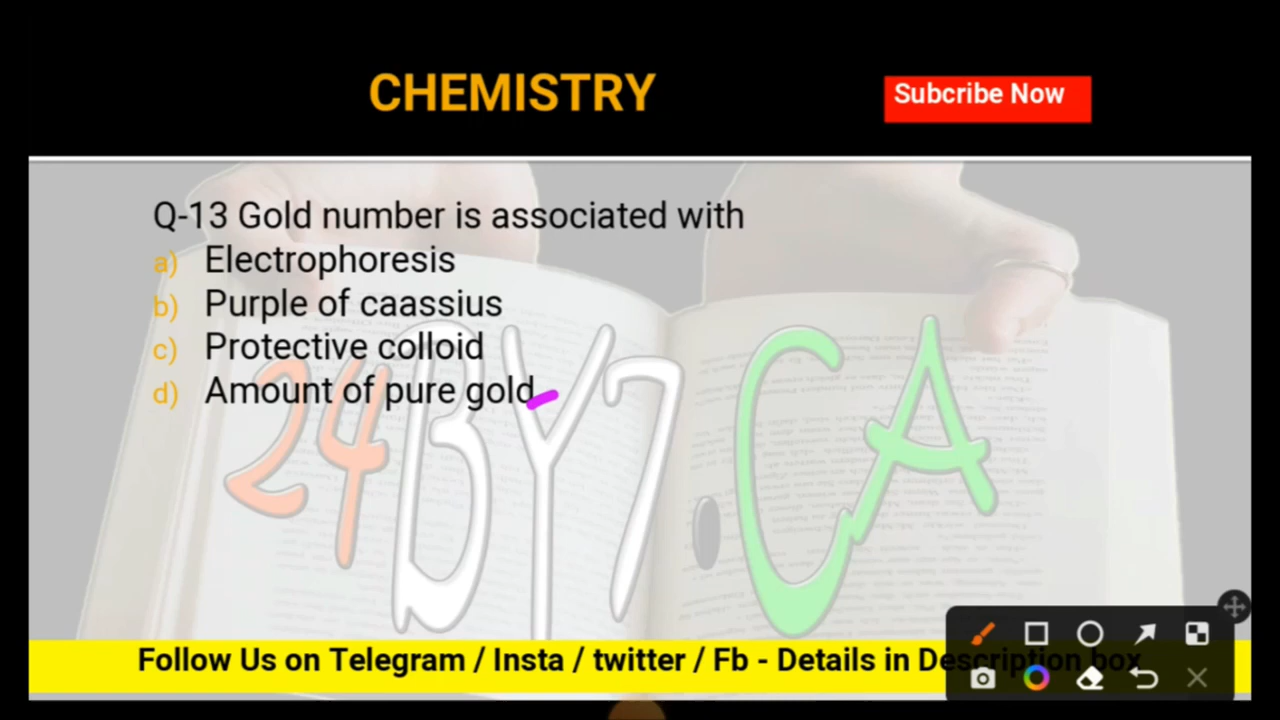 CHEMISTRY
Subcribe Now
Q-13 Gold number is associated with
a) Electrophoresis
b) Purple of caassius
c) Protective colloid
d) Amount of pure gold
24BY7.CA
Follow Us on Telegram / Insta / twitter / Fb - Details in Description box